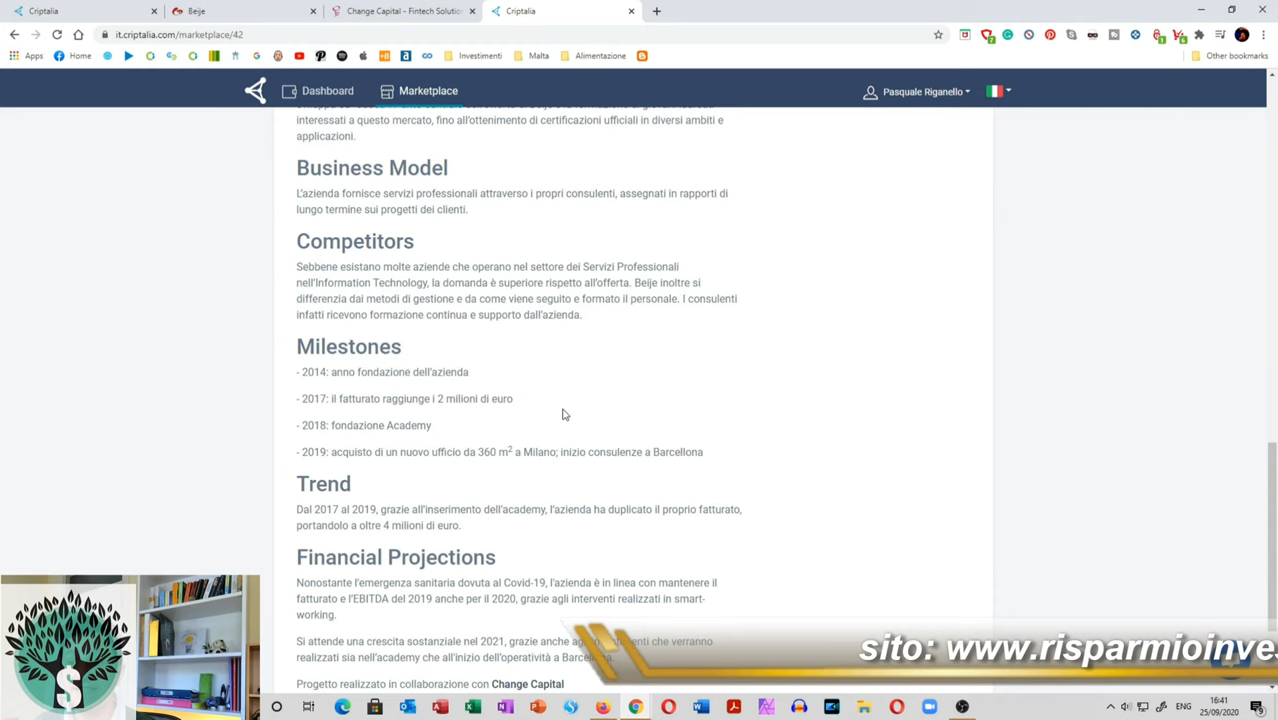 Criptalia
Beije
Change Capital - Fintech Solution
Criptalia
it.criptalia.com/marketplace/42
Apps
Home
Investimenti
Malta
Alimentazione
Other bookmarks
Dashboard
Marketplace
Pasquale Riganello
interessati a questo mercato, fino all'ottenimento di certificazioni ufficiali in diversi ambiti e
applicazioni.
Business Model
L'azienda fornisce servizi professionali attraverso i propri consulenti, assegnati in rapporti di
lungo termine sui progetti dei clienti.
Competitors
Sebbene esistano molte aziende che operano nel settore dei Servizi Professionali
nell'Information Technology, la domanda è superiore rispetto all'offerta. Beije inoltre si
differenzia dai metodi di gestione e da come viene seguito e formato il personale. I consulenti
infatti ricevono formazione continua e supporto dall'azienda.
Milestones
- 2014: anno fondazione dell'azienda
- 2017: il fatturato raggiunge i 2 milioni di euro
- 2018: fondazione Academy
- 2019: acquisto di un nuovo ufficio da 360 m² a Milano; inizio consulenze a Barcellona
Trend
Dal 2017 al 2019, grazie all'inserimento dell'academy, l'azienda ha duplicato il proprio fatturato,
portandolo a oltre 4 milioni di euro.
Financial Projections
Nonostante l'emergenza sanitaria dovuta al Covid-19, l'azienda è in linea con mantenere il
fatturato e l'EBITDA del 2019 anche per il 2020, grazie agli interventi realizzati in smart-
working.
Si attende una crescita sostanziale nel 2021, grazie anche che verranno
realizzati sia nell'academy che all'inizio dell'operatività a
Progetto realizzato in collaborazione con Change Capital
sito: www.risparmioinves
S
ENG
16:41
25/09/2020